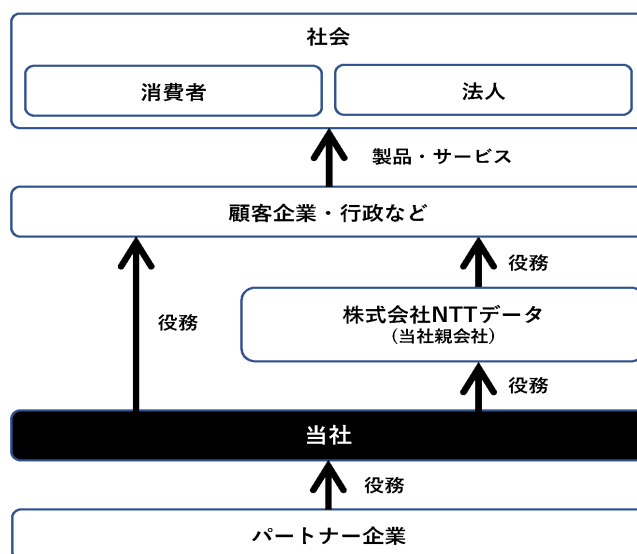 社会
消費者
法人
製品・サービス
顧客企業・行政など
役務
役務
株式会社NTTデータ
(当社親会社)
役務
当社
役務
パートナー企業